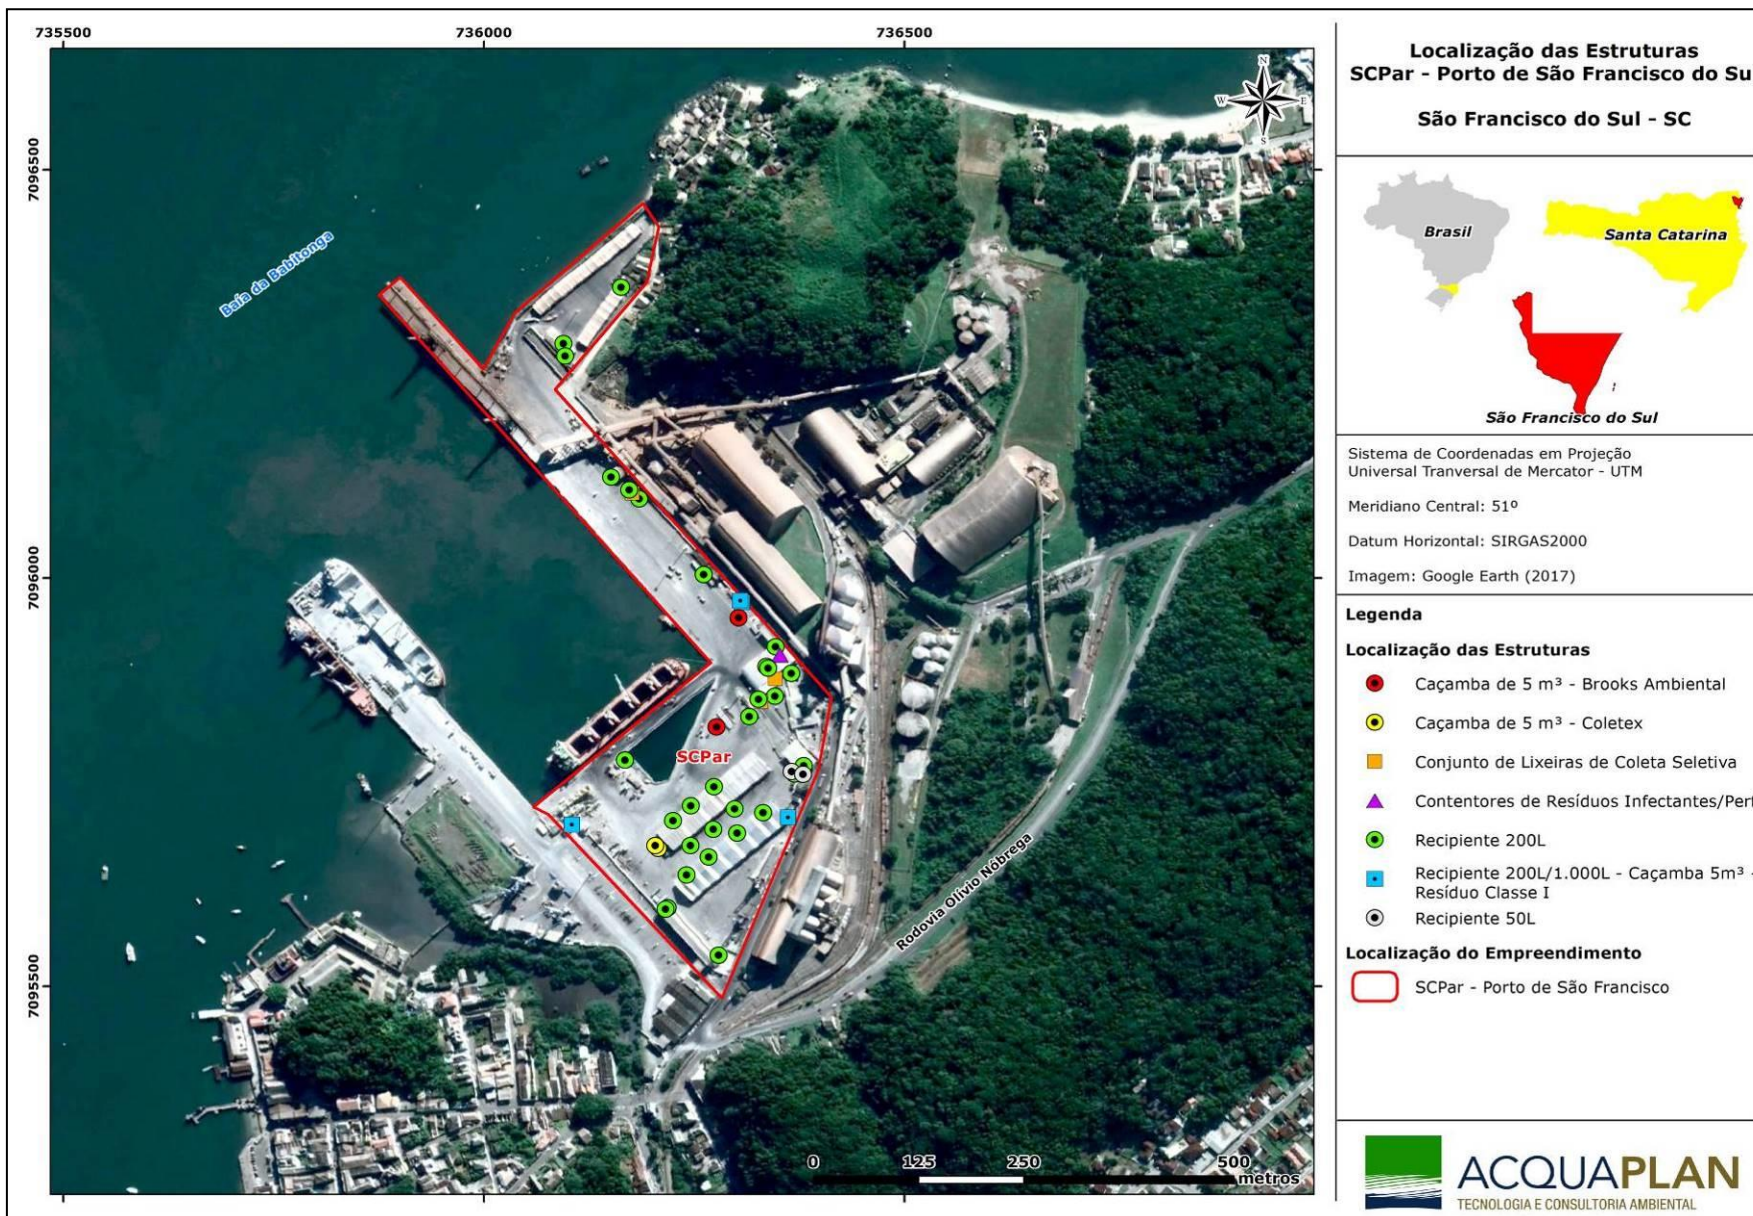 735500
736000
736500
7096500
7096000
7095500
N
W
E
S
Baía da Babitonga
SCPar
Rodovia Olívio Nóbrega
0
125
250
500
metros
Localização das Estruturas
SCPar - Porto de São Francisco do Su
São Francisco do Sul - SC
Brasil
Santa Catarina
São Francisco do Sul
Sistema de Coordenadas em Projeção
Universal Tranversal de Mercator - UTM
Meridiano Central: 51º
Datum Horizontal: SIRGAS2000
Imagem: Google Earth (2017)
Legenda
Localização das Estruturas
Caçamba de 5 m³ - Brooks Ambiental
Caçamba de 5 m³ - Coletex
Conjunto de Lixeiras de Coleta Seletiva
Contentores de Resíduos Infectantes/Perf
Recipiente 200L
Recipiente 200L/1.000L - Caçamba 5m³ -
Resíduo Classe I
Recipiente 50L
Localização do Empreendimento
SCPar - Porto de São Francisco
ACQUAPLAN
TECNOLOGIA E CONSULTORIA AMBIENTAL